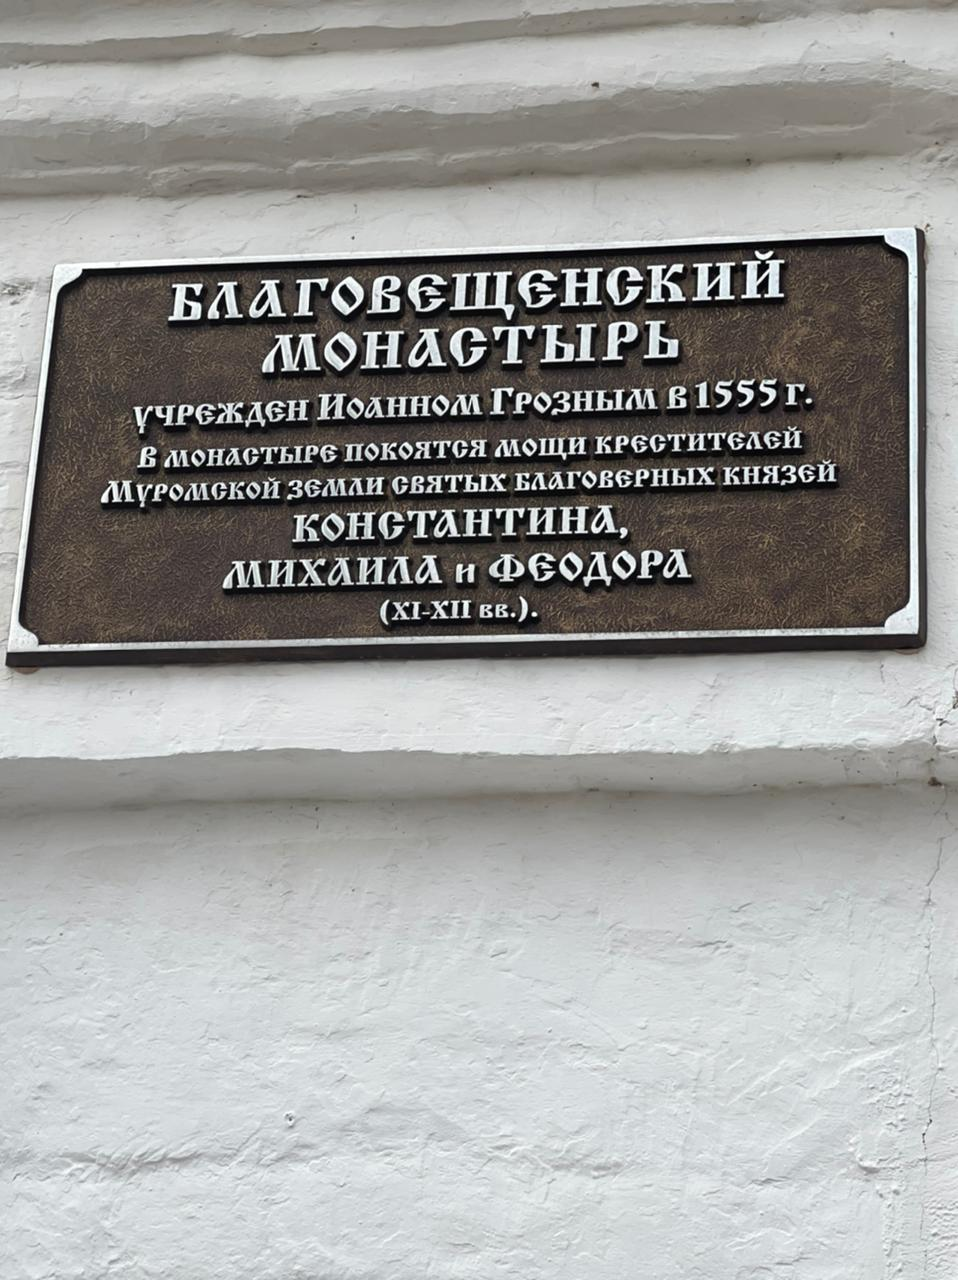 БЛАГОВЕЩЕНСКИЙ
МОНАСТЫРЬ
УЧРЕЖДЕН ИОАННОМ ГРОЗНЫМ В 1555 Г.
В МОНАСТЫРЕ ПОКОЯТСЯ МОЩИ КРЕСТИТЕЛЕЙ
МУРОМСКОЙ ЗЕМЛИ СВЯТЫХ БЛАГОВЕРНЫХ КНЯЗЕЙ
КОНСТАНТИНА,
МИХАИЛА И ФЕОДОРА
(XI-XII ВВ.).